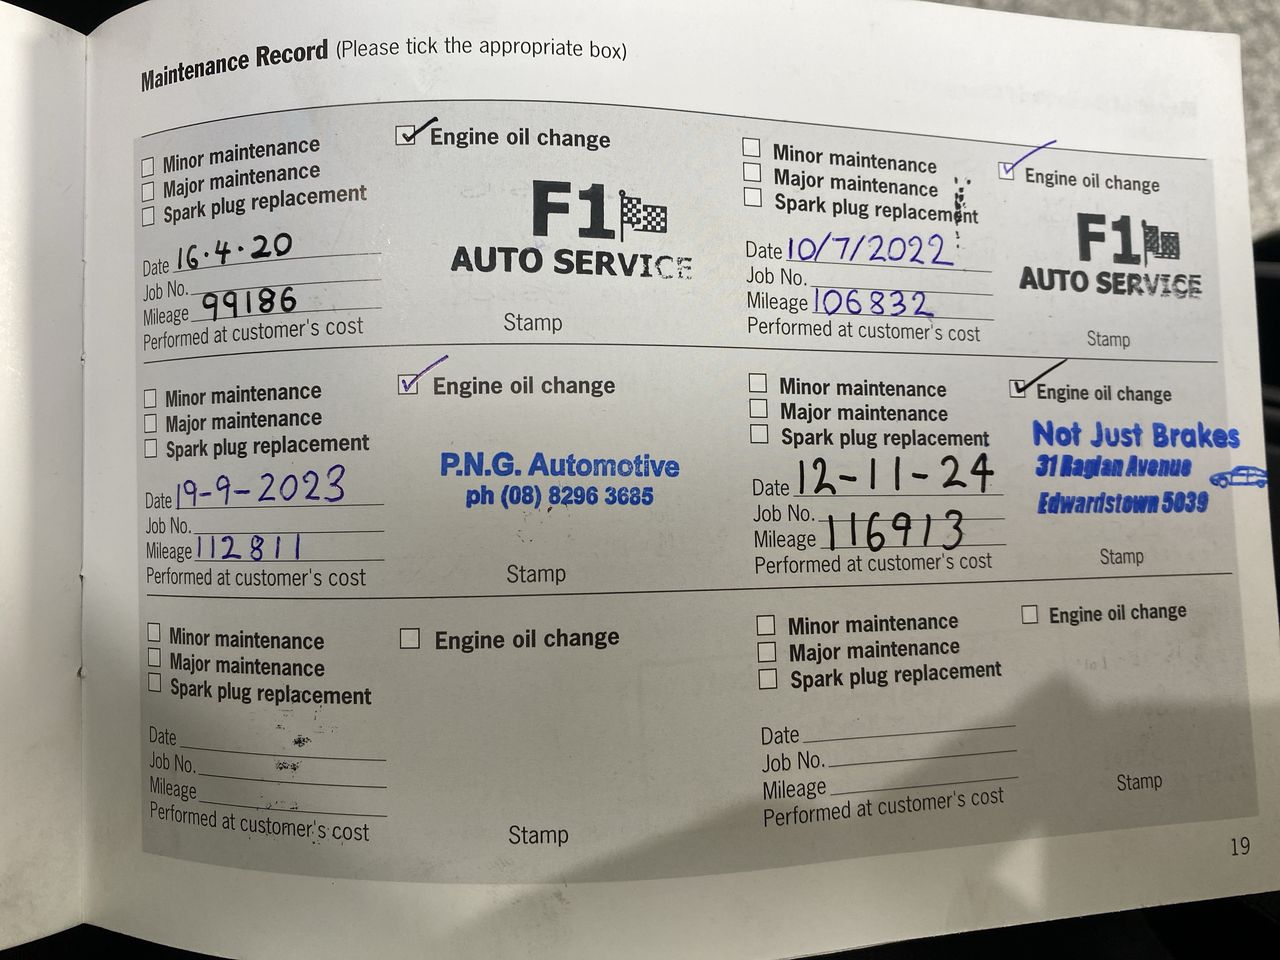 Maintenance Record (Please tick the appropriate box)
Minor maintenance
Major maintenance
Spark plug replacement
Date 16.4.20
Job No.
Mileage 99186
Performed at customer's cost
Engine oil change
F1
AUTO SERVICE
Stamp
Minor maintenance
Major maintenance
Spark plug replacement
Date 10/7/2022
Job No.
Mileage 106832
Performed at customer's cost
Engine oil change
F1
AUTO SERVICE
Stamp
Minor maintenance
Major maintenance
Spark plug replacement
Date 19-9-2023
Job No.
Mileage 112811
Performed at customer's cost
Engine oil change
P.N.G. Automotive
ph (08) 8296 3685
Stamp
Minor maintenance
Major maintenance
Spark plug replacement
Date 12-11-24
Job No.
Mileage 116913
Performed at customer's cost
Engine oil change
Not Just Brakes
31 Raglan Avenue
Edwardstown 5039
Stamp
Minor maintenance
Major maintenance
Spark plug replacement
Date
Job No.
Mileage
Performed at customer's cost
Engine oil change
Stamp
Minor maintenance
Major maintenance
Spark plug replacement
Date
Job No.
Mileage
Performed at customer's cost
Engine oil change
Stamp
19